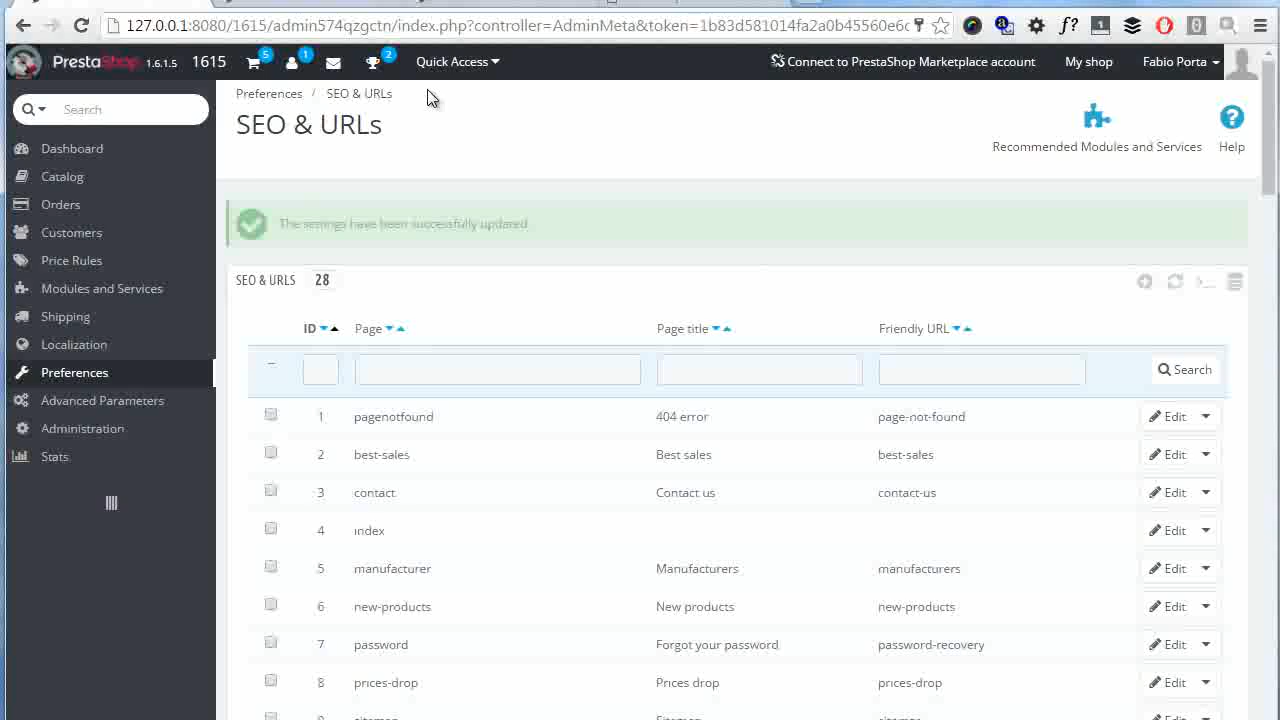 127.0.0.1:8080/1615/admin574qzgctn/index.php?controller=AdminMeta&token=1b83d581014fa2a0b45560e6c
PrestaShop 1.6.1.5 1615 5 1 2 Quick Access Connect to PrestaShop Marketplace account My shop Fabio Porta
Search
Preferences / SEO & URLs
SEO & URLs
Recommended Modules and Services Help
Dashboard
Catalog
Orders
Customers
Price Rules
Modules and Services
Shipping
Localization
Preferences
Advanced Parameters
Administration
Stats
The settings have been successfully updated.
SEO & URLS 28
ID Page Page title Friendly URL
-- Search
1 pagenotfound 404 error page-not-found Edit
2 best-sales Best sales best-sales Edit
3 contact Contact us contact-us Edit
4 index Edit
5 manufacturer Manufacturers manufacturers Edit
6 new-products New products new-products Edit
7 password Forgot your password password-recovery Edit
8 prices-drop Prices drop prices-drop Edit